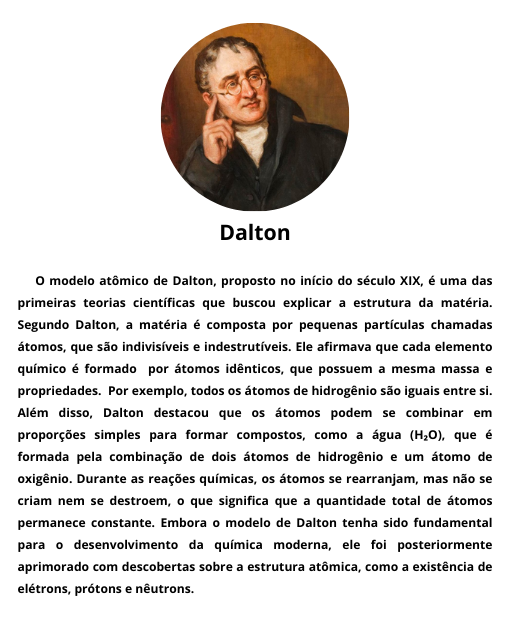 Dalton
O modelo atômico de Dalton, proposto no início do século XIX, é uma das
primeiras teorias científicas que buscou explicar a estrutura da matéria.
Segundo Dalton, a matéria é composta por pequenas partículas chamadas
átomos, que são indivisíveis e indestrutíveis. Ele afirmava que cada elemento
químico é formado  por átomos idênticos, que possuem a mesma massa e
propriedades.  Por exemplo, todos os átomos de hidrogênio são iguais entre si.
Além disso, Dalton destacou que os átomos podem se combinar em
proporções simples para formar compostos, como a água (H₂O), que é
formada pela combinação de dois átomos de hidrogênio e um átomo de
oxigênio. Durante as reações químicas, os átomos se rearranjam, mas não se
criam nem se destroem, o que significa que a quantidade total de átomos
permanece constante. Embora o modelo de Dalton tenha sido fundamental
para o desenvolvimento da química moderna, ele foi posteriormente
aprimorado com descobertas sobre a estrutura atômica, como a existência de
elétrons, prótons e nêutrons.